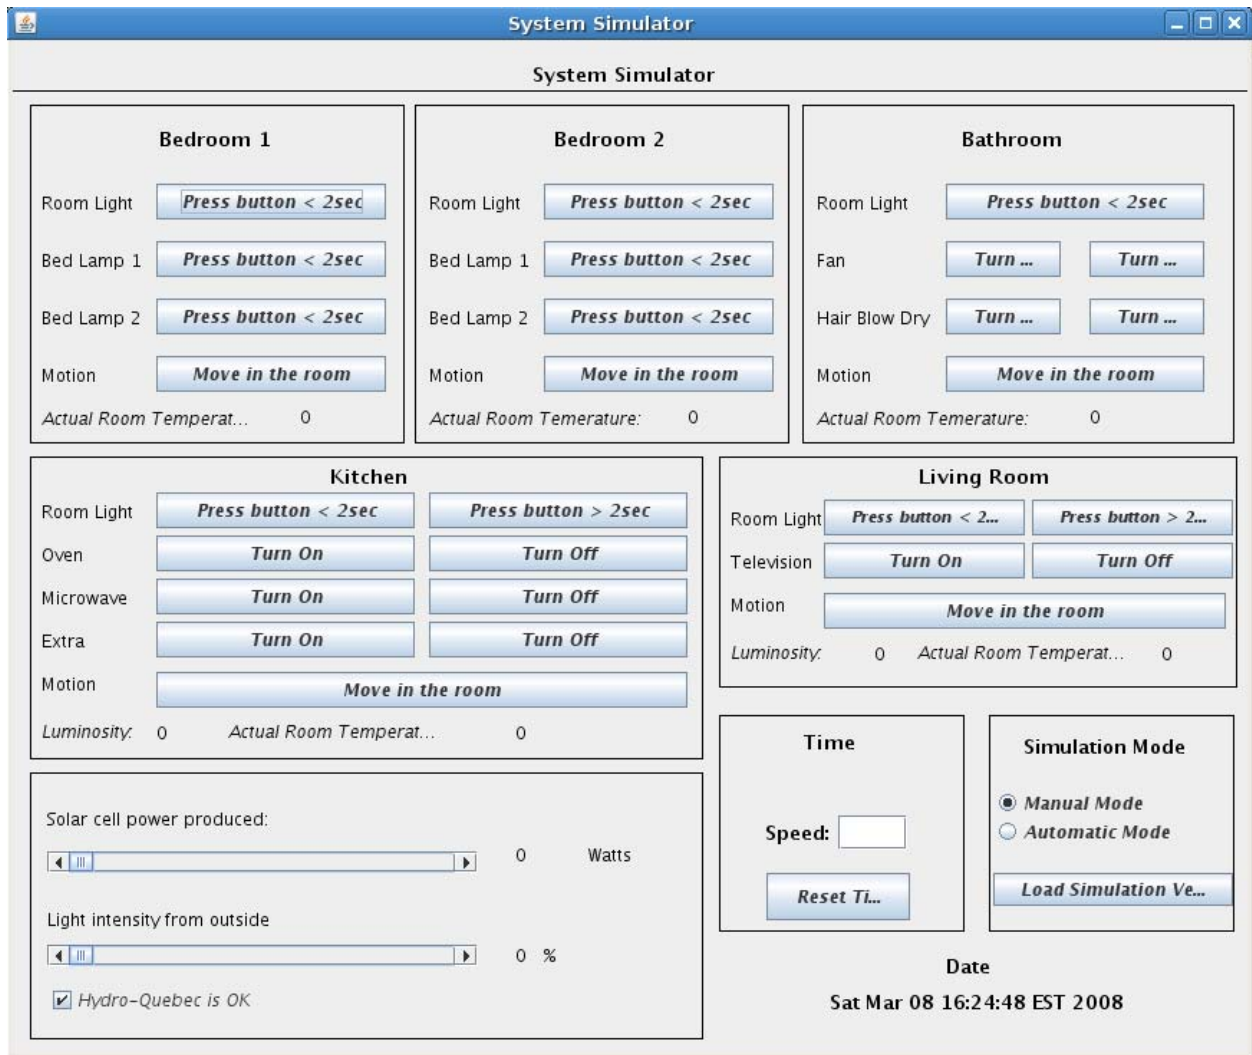 System Simulator
System Simulator
Bedroom 1
Room Light Press button < 2sec
Bed Lamp 1 Press button < 2sec
Bed Lamp 2 Press button < 2sec
Motion Move in the room
Actual Room Temperat... 0
Bedroom 2
Room Light Press button < 2sec
Bed Lamp 1 Press button < 2sec
Bed Lamp 2 Press button < 2sec
Motion Move in the room
Actual Room Temerature: 0
Bathroom
Room Light Press button < 2sec
Fan Turn ... Turn ...
Hair Blow Dry Turn ... Turn ...
Motion Move in the room
Actual Room Temerature: 0
Kitchen
Room Light Press button < 2sec Press button > 2sec
Oven Turn On Turn Off
Microwave Turn On Turn Off
Extra Turn On Turn Off
Motion Move in the room
Luminosity: 0 Actual Room Temperat... 0
Living Room
Room Light Press button < 2... Press button > 2...
Television Turn On Turn Off
Motion Move in the room
Luminosity: 0 Actual Room Temperat... 0
Solar cell power produced:
0 Watts
Light intensity from outside
0 %
Hydro-Quebec is OK
Time
Speed:
Reset Ti...
Simulation Mode
Manual Mode
Automatic Mode
Load Simulation Ve...
Date
Sat Mar 08 16:24:48 EST 2008